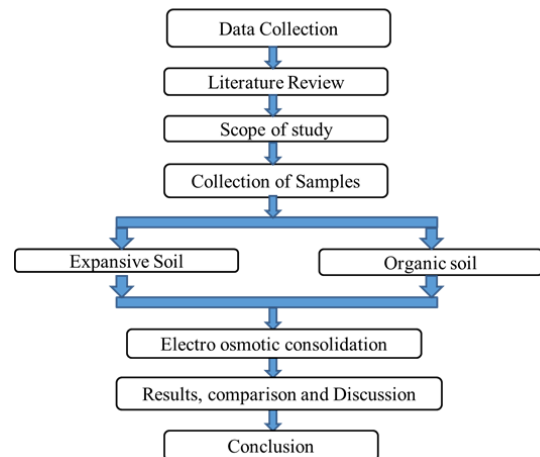 Data Collection
Literature Review
Scope of study
Collection of Samples
Expansive Soil
Organic soil
Electro osmotic consolidation
Results, comparison and Discussion
Conclusion